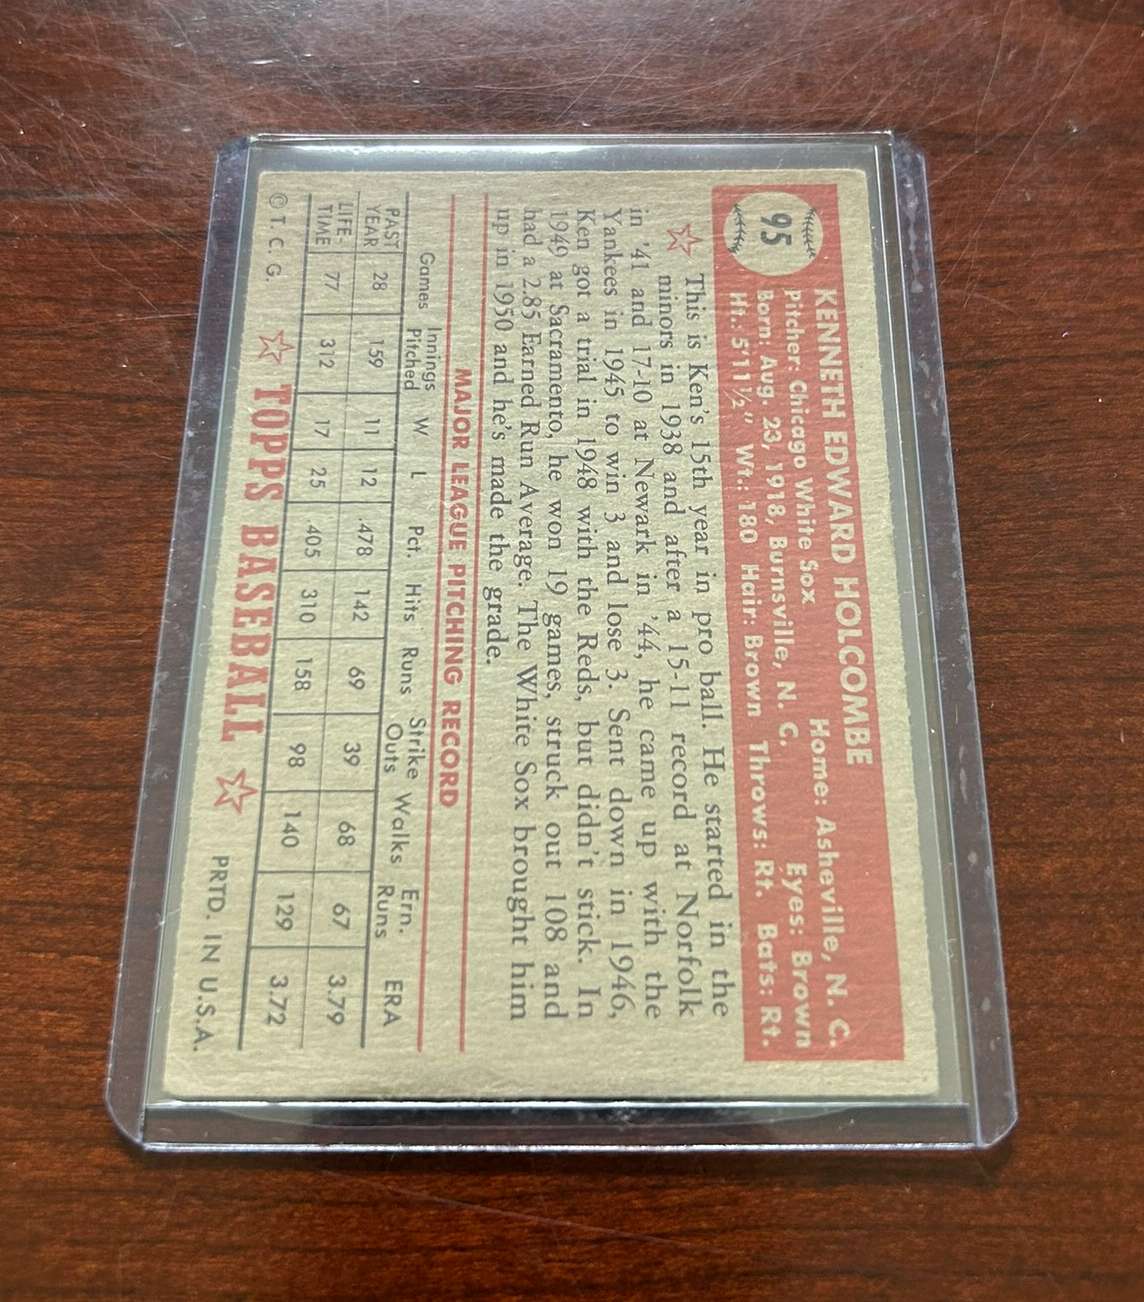 95
KENNETH EDWARD HOLCOMBE
Pitcher: Chicago White Sox Home: Asheville, N. C.
Born: Aug. 23, 1918, Burnsville, N. C. Eyes: Brown
Ht.: 5'11½" Wt.: 180 Hair: Brown Throws: Rt. Bats: Rt.
This is Ken's 15th year in pro ball. He started in the
minors in 1938 and after a 15-11 record at Norfolk
in '41 and 17-10 at Newark in '44, he came up with the
Yankees in 1945 to win 3 and lose 3. Sent down in 1946,
Ken got a trial in 1948 with the Reds, but didn't stick. In
1949 at Sacramento, he won 19 games, struck out 108 and
had a 2.85 Earned Run Average. The White Sox brought him
up in 1950 and he's made the grade.
MAJOR LEAGUE PITCHING RECORD
Games Innings Pitched W L Pct. Hits Runs Strike Outs Walks Ern. Runs ERA
PAST YEAR 28 159 11 12 .478 142 69 39 68 67 3.79
LIFE-TIME 77 312 17 25 .405 310 158 98 140 129 3.72
© T. C. G. TOPPS BASEBALL PRTD. IN U.S.A.